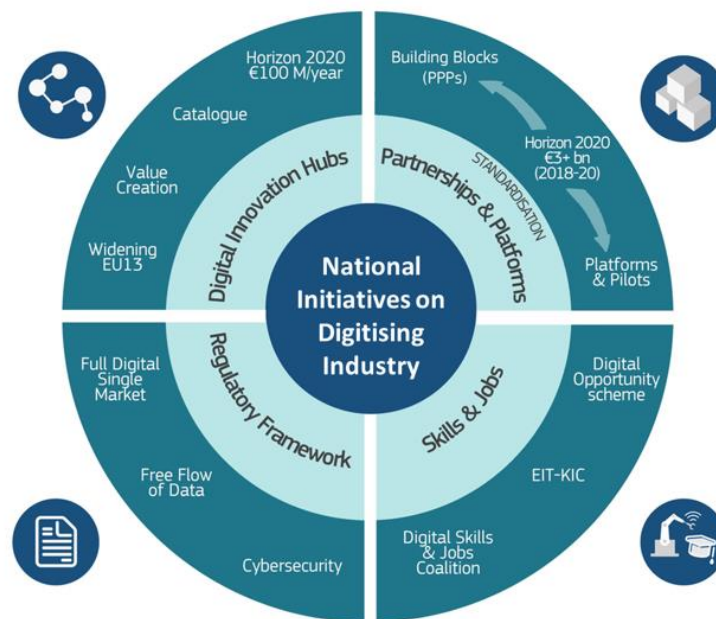 Horizon 2020
€100 M/year
Catalogue
Value
Creation
Widening
EU13
Digital Innovation Hubs
Building Blocks
(PPPs)
Horizon 2020
€3+ bn
(2018-20)
Platforms
& Pilots
STANDARDISATION
Partnerships & Platforms
National
Initiatives on
Digitising
Industry
Full Digital
Single
Market
Free Flow
of Data
Cybersecurity
Regulatory Framework
Skills & Jobs
Digital
Opportunity
scheme
EIT-KIC
Digital Skills
& Jobs
Coalition